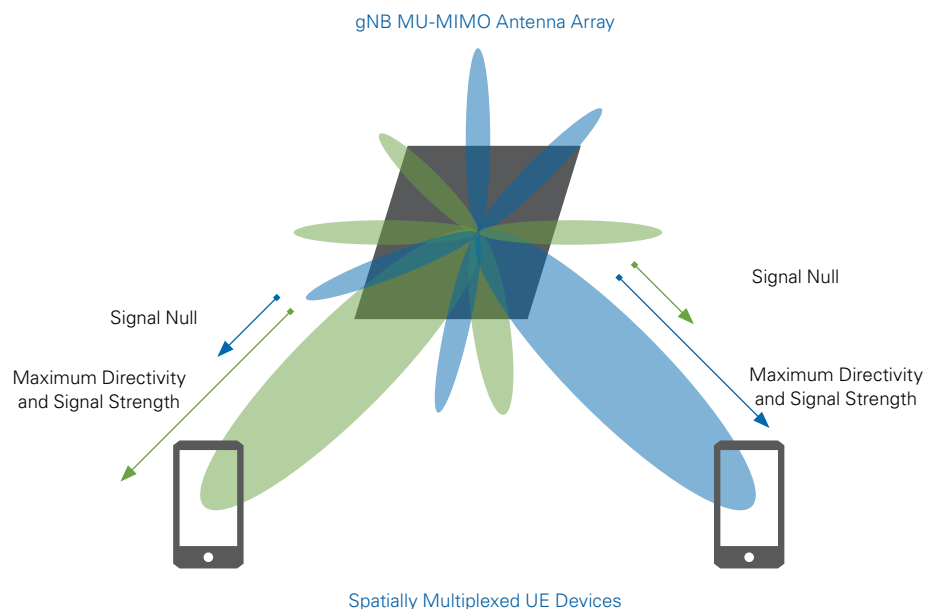 gNB MU-MIMO Antenna Array
Signal Null
Signal Null
Maximum Directivity
and Signal Strength
Maximum Directivity
and Signal Strength
Spatially Multiplexed UE Devices